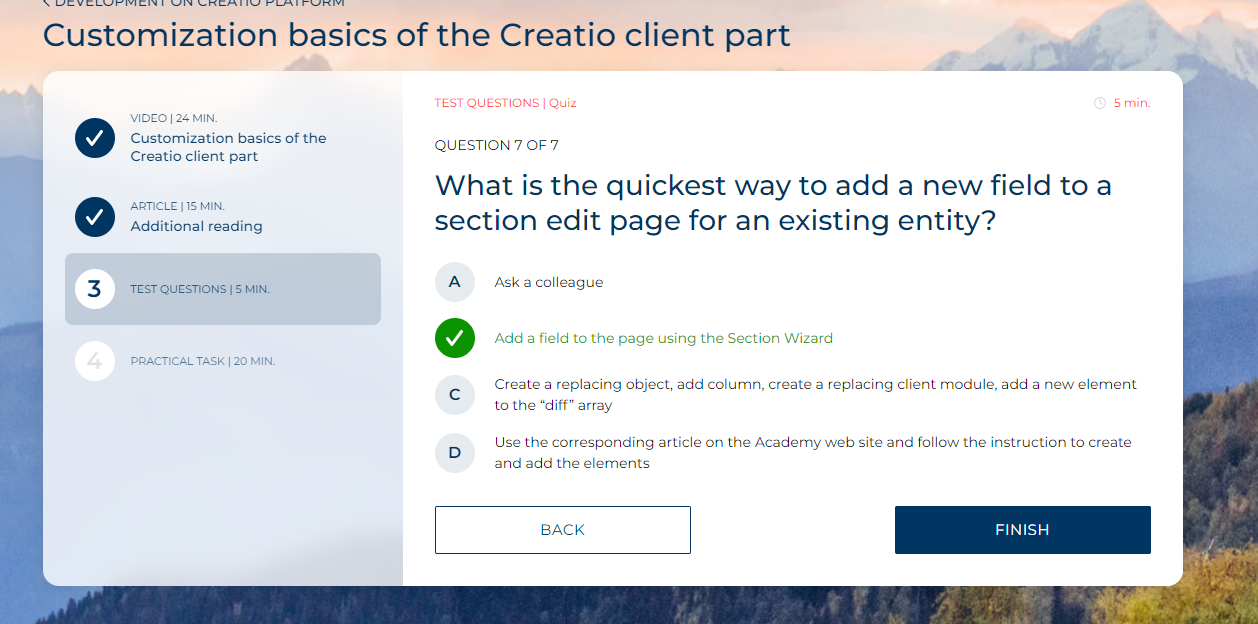 DEVELOPMENT ON CREATIO PLATFORM
Customization basics of the Creatio client part
VIDEO | 24 MIN.
Customization basics of the
Creatio client part
ARTICLE | 15 MIN.
Additional reading
3
TEST QUESTIONS | 5 MIN.
4
PRACTICAL TASK | 20 MIN.
TEST QUESTIONS | Quiz
5 min.
QUESTION 7 OF 7
What is the quickest way to add a new field to a
section edit page for an existing entity?
A
Ask a colleague
Add a field to the page using the Section Wizard
C
Create a replacing object, add column, create a replacing client module, add a new element
to the “diff” array
D
Use the corresponding article on the Academy web site and follow the instruction to create
and add the elements
BACK
FINISH